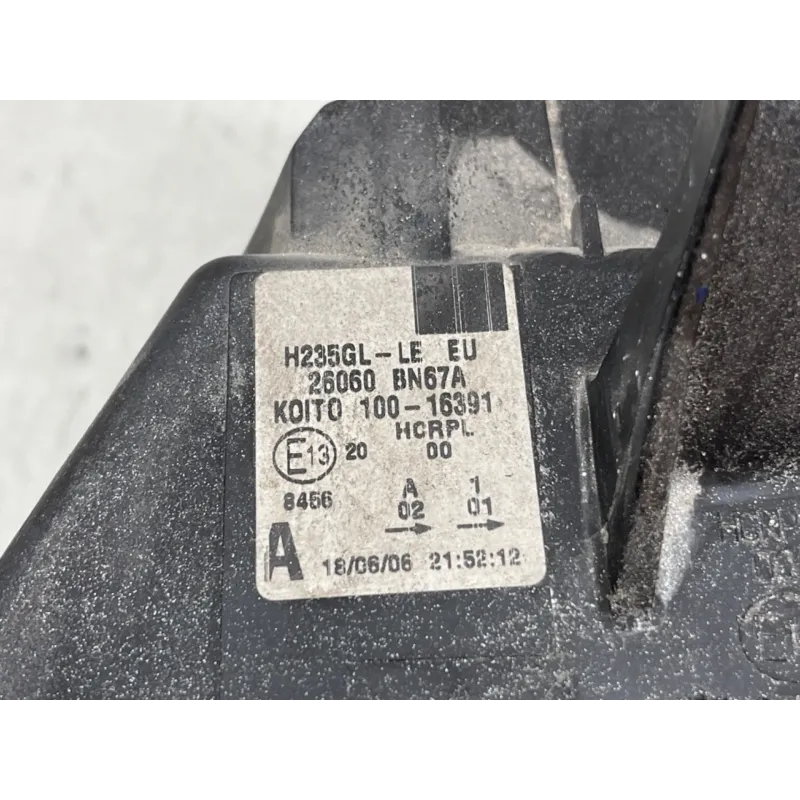 H235GL-LE EU
26060 BN67A
KOITO 100-16391
HCRPL
E13 20 00
8456 A 1
02 01
A 18/06/06 21:52:12